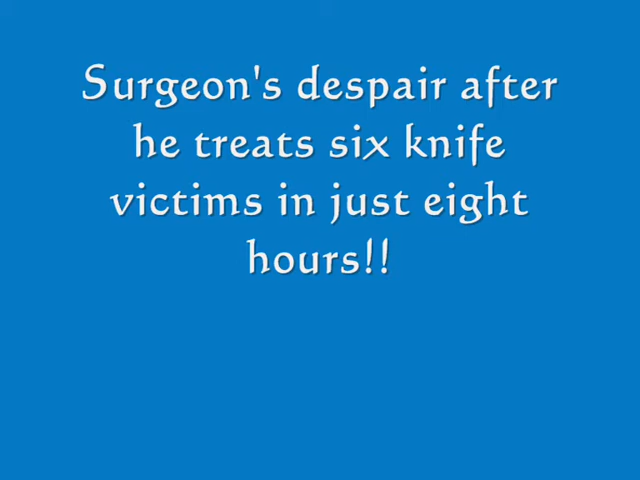 Surgeon's despair after
he treats six knife
victims in just eight
hours!!